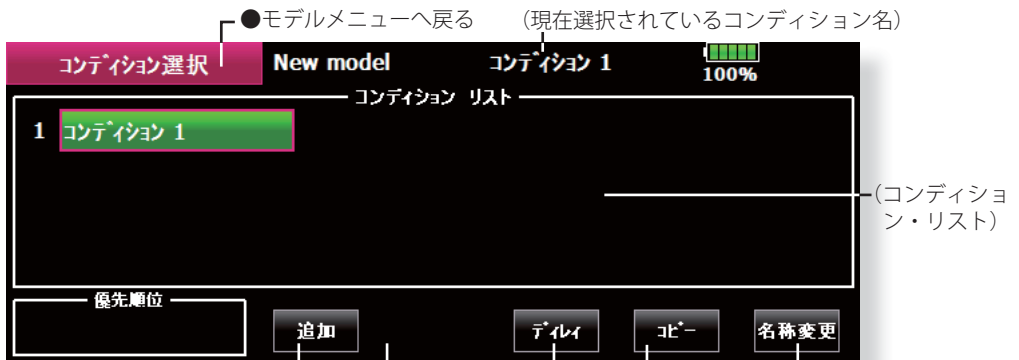 ●モデルメニューへ戻る
(現在選択されているコンディション名)
コンディション選択
New model
コンディション 1
100%
コンディション リスト
1 コンディション 1
(コンディショ
ン・リスト)
優先順位
追加
ディレイ
コピー
名称変更